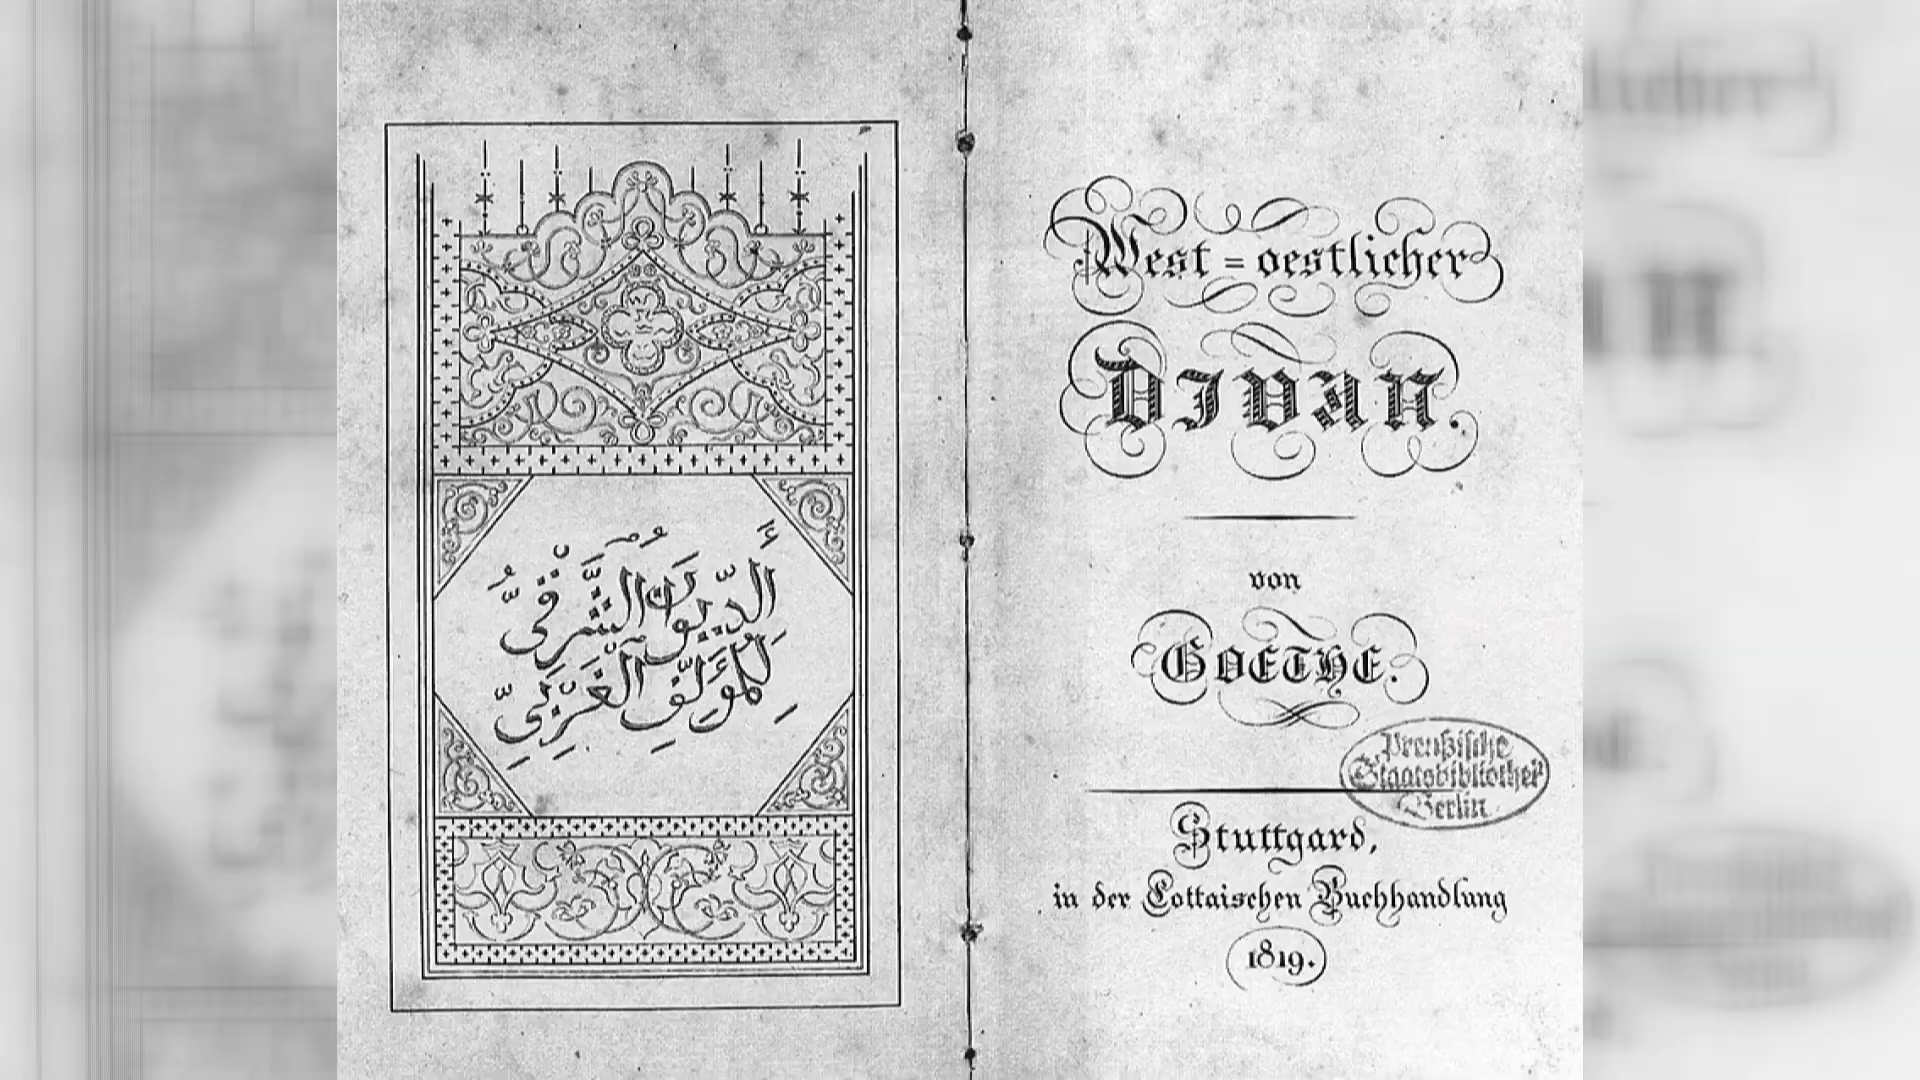 الديوان الشرقي
للمؤلف الغربي
West=oestlicher
DIVAN.
von
GOETHE.
Preußische
Staatsbibliothek
Berlin
Stuttgard,
in der Cottaischen Buchhandlung
1819.